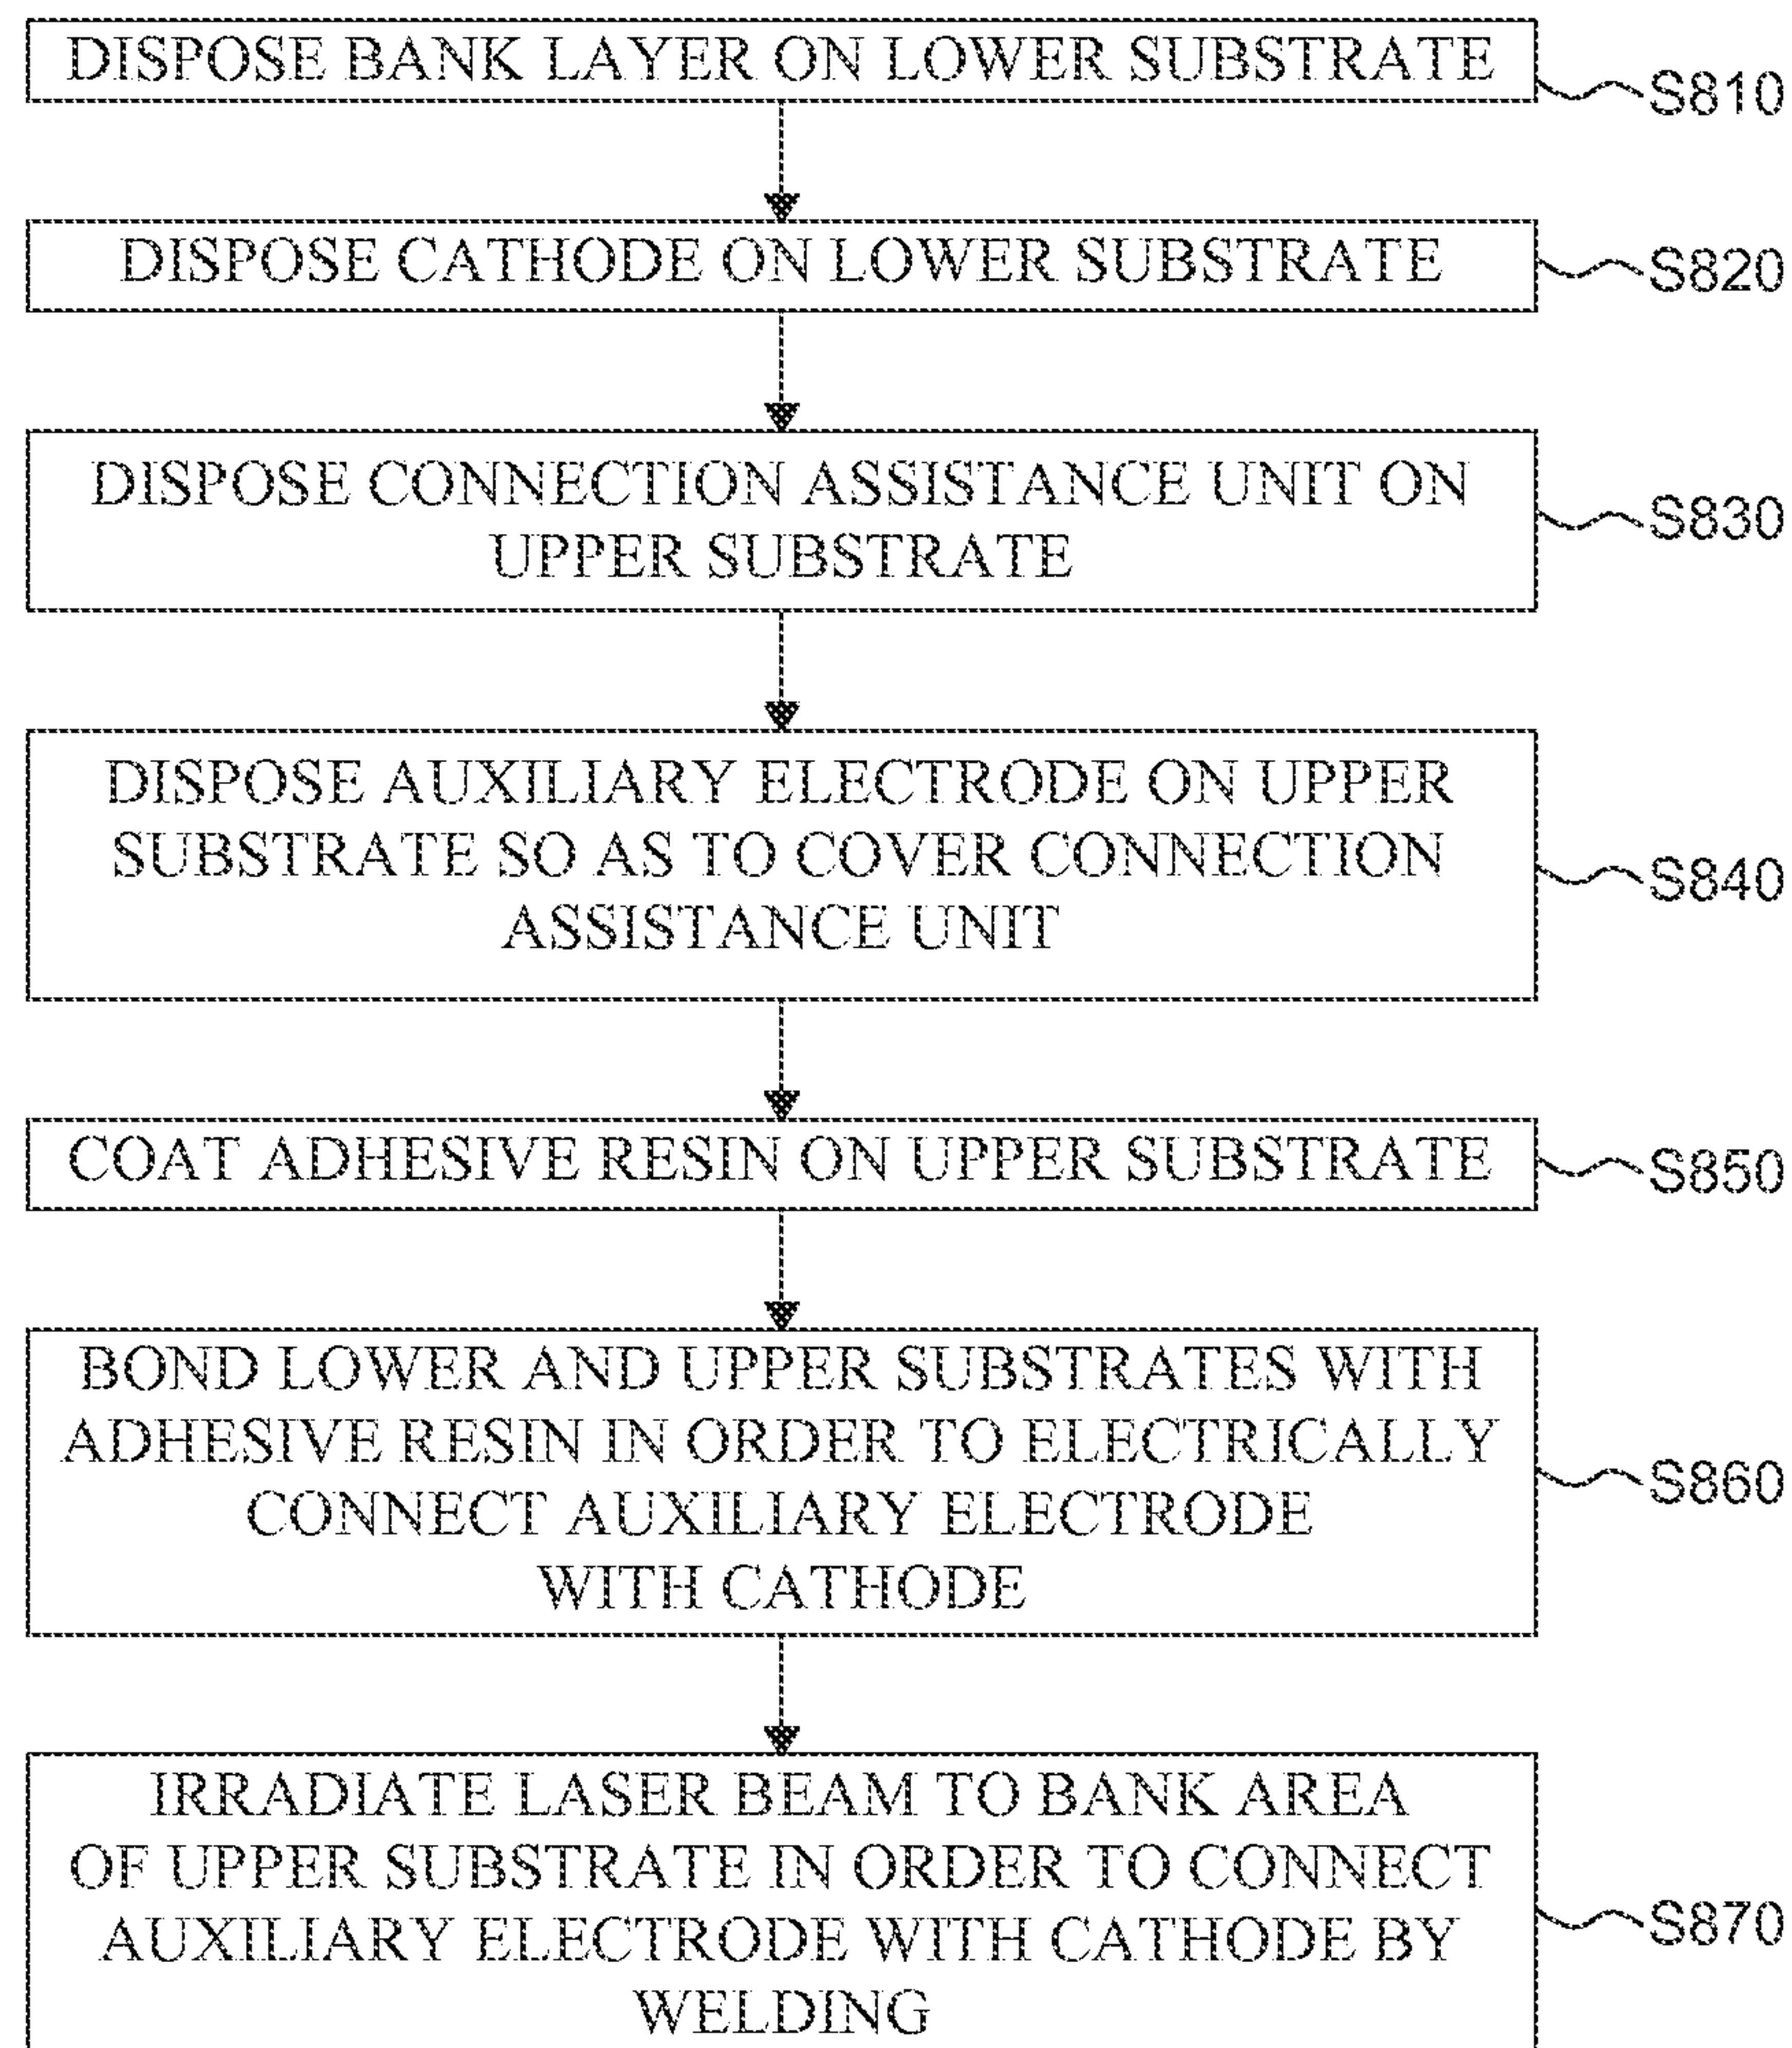 DISPOSE BANK LAYER ON LOWER SUBSTRATE
S810
DISPOSE CATHODE ON LOWER SUBSTRATE
S820
DISPOSE CONNECTION ASSISTANCE UNIT ON
UPPER SUBSTRATE
S830
DISPOSE AUXILIARY ELECTRODE ON UPPER
SUBSTRATE SO AS TO COVER CONNECTION
ASSISTANCE UNIT
S840
COAT ADHESIVE RESIN ON UPPER SUBSTRATE
S850
BOND LOWER AND UPPER SUBSTRATES WITH
ADHESIVE RESIN IN ORDER TO ELECTRICALLY
CONNECT AUXILIARY ELECTRODE
WITH CATHODE
S860
IRRADIATE LASER BEAM TO BANK AREA
OF UPPER SUBSTRATE IN ORDER TO CONNECT
AUXILIARY ELECTRODE WITH CATHODE BY
WELDING
S870